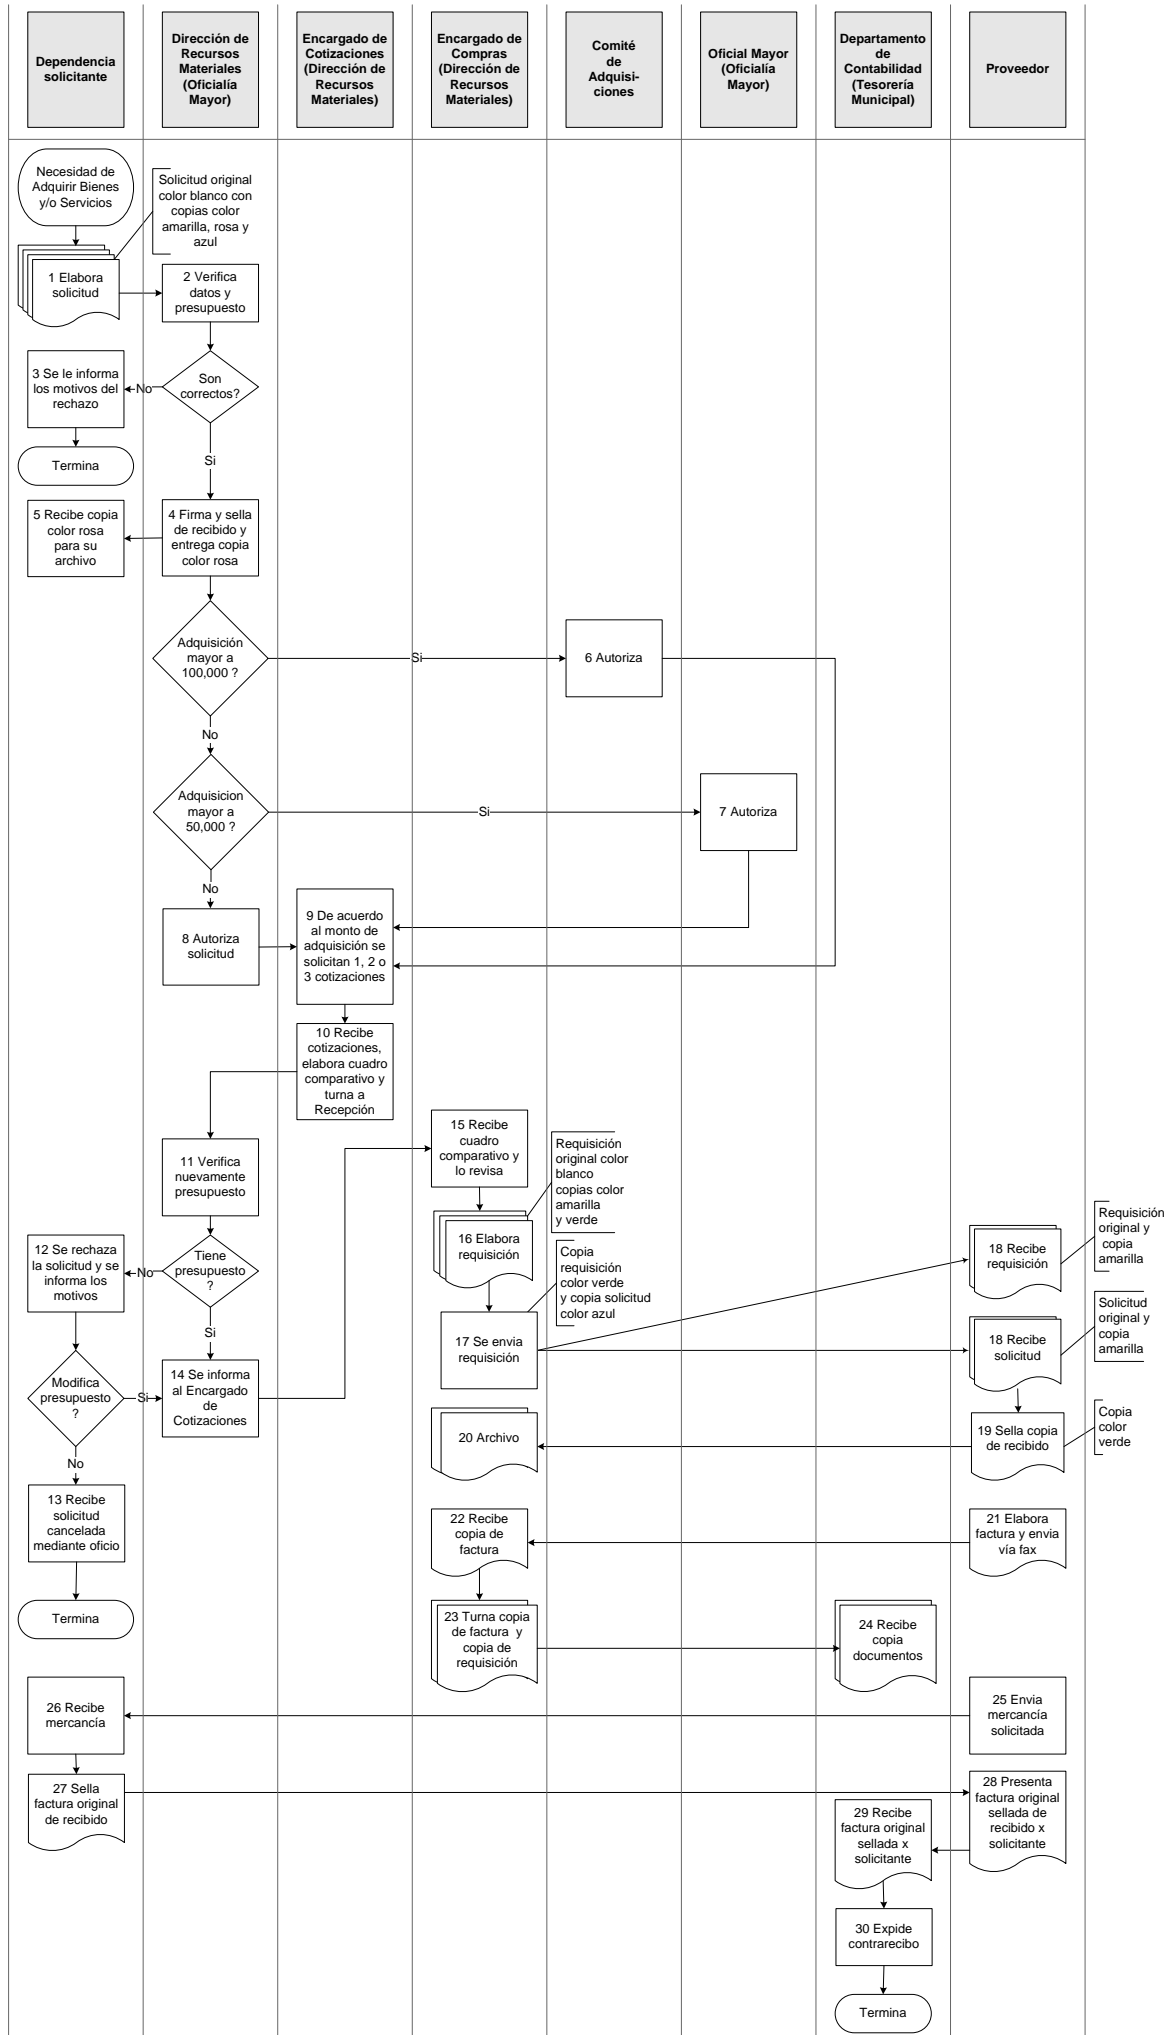 Dependencia
solicitante
Dirección de
Recursos
Materiales
(Oficialía
Mayor)
Encargado de
Cotizaciones
(Dirección de
Recursos
Materiales)
Encargado de
Compras
(Dirección de
Recursos
Materiales)
Comité
de
Adquisi-
ciones
Oficial Mayor
(Oficialía
Mayor)
Departamento
de
Contabilidad
(Tesorería
Municipal)
Proveedor
Necesidad de
Adquirir Bienes
y/o Servicios
Solicitud original
color blanco con
copias color
amarilla, rosa y
azul
1 Elabora
solicitud
2 Verifica
datos y
presupuesto
3 Se le informa
los motivos del
rechazo
No
Son
correctos?
Termina
Si
5 Recibe copia
color rosa
para su
archivo
4 Firma y sella
de recibido y
entrega copia
color rosa
Adquisición
mayor a
100,000 ?
Si
6 Autoriza
No
Adquisicion
mayor a
50,000 ?
Si
7 Autoriza
No
8 Autoriza
solicitud
9 De acuerdo
al monto de
adquisición se
solicitan 1, 2 o
3 cotizaciones
10 Recibe
cotizaciones,
elabora cuadro
comparativo y
turna a
Recepción
11 Verifica
nuevamente
presupuesto
15 Recibe
cuadro
comparativo y
lo revisa
Requisición
original color
blanco
copias color
amarilla
y verde
12 Se rechaza
la solicitud y se
informa los
motivos
No
Tiene
presupuesto
?
16 Elabora
requisición
Copia
requisición
color verde
y copia solicitud
color azul
18 Recibe
requisición
Requisición
original y
copia
amarilla
Si
17 Se envia
requisición
18 Recibe
solicitud
Solicitud
original y
copia
amarilla
Modifica
presupuesto
?
Si
14 Se informa
al Encargado
de
Cotizaciones
20 Archivo
19 Sella copia
de recibido
Copia
color
verde
No
13 Recibe
solicitud
cancelada
mediante oficio
22 Recibe
copia de
factura
21 Elabora
factura y envia
vía fax
Termina
23 Turna copia
de factura y
copia de
requisición
24 Recibe
copia
documentos
26 Recibe
mercancía
25 Envia
mercancía
solicitada
27 Sella
factura original
de recibido
28 Presenta
factura original
sellada de
recibido x
solicitante
29 Recibe
factura original
sellada x
solicitante
30 Expide
contrarecibo
Termina